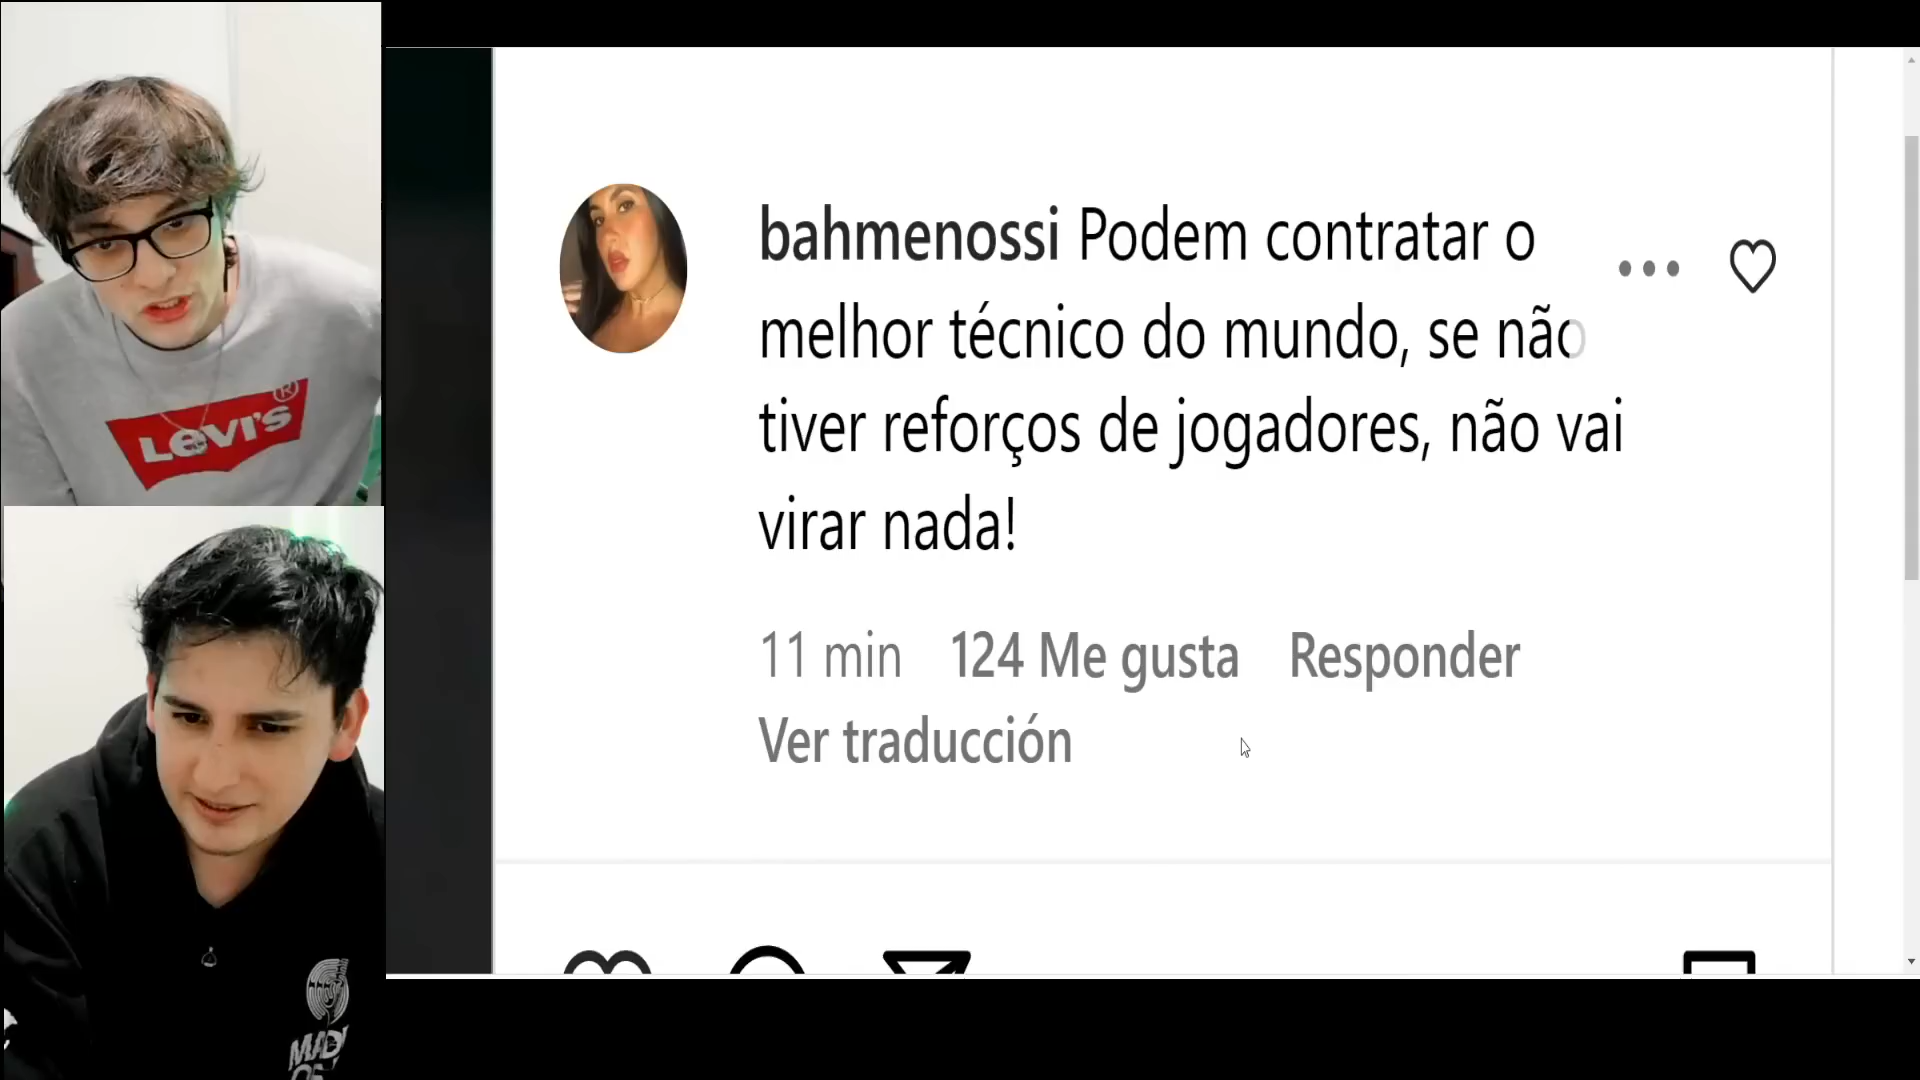 LEVI'S
®
bahmenossi Podem contratar o
melhor técnico do mundo, se não
tiver reforços de jogadores, não vai
virar nada!
11 min 124 Me gusta Responder
Ver traducción